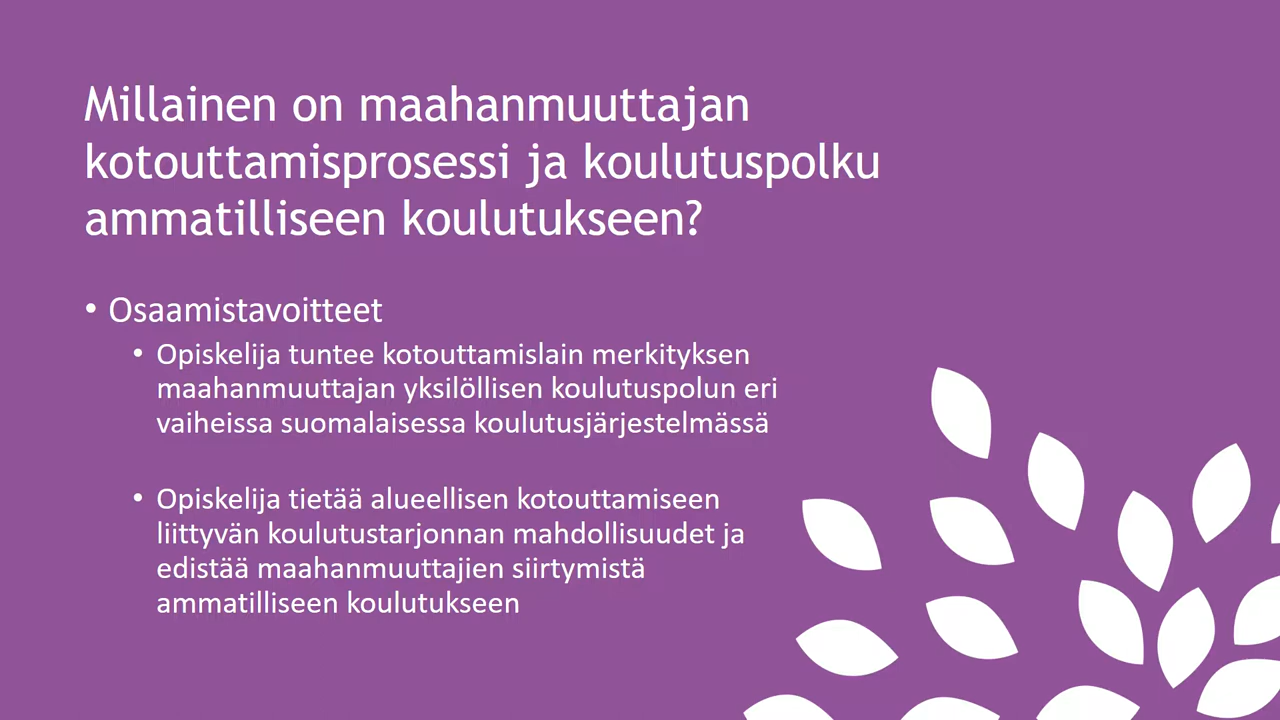 Millainen on maahanmuuttajan
kotouttamisprosessi ja koulutuspolku
ammatilliseen koulutukseen?
• Osaamistavoitteet
• Opiskelija tuntee kotouttamislain merkityksen
maahanmuuttajan yksilöllisen koulutuspolun eri
vaiheissa suomalaisessa koulutusjärjestelmässä
• Opiskelija tietää alueellisen kotouttamiseen
liittyvän koulutustarjonnan mahdollisuudet ja
edistää maahanmuuttajien siirtymistä
ammatilliseen koulutukseen